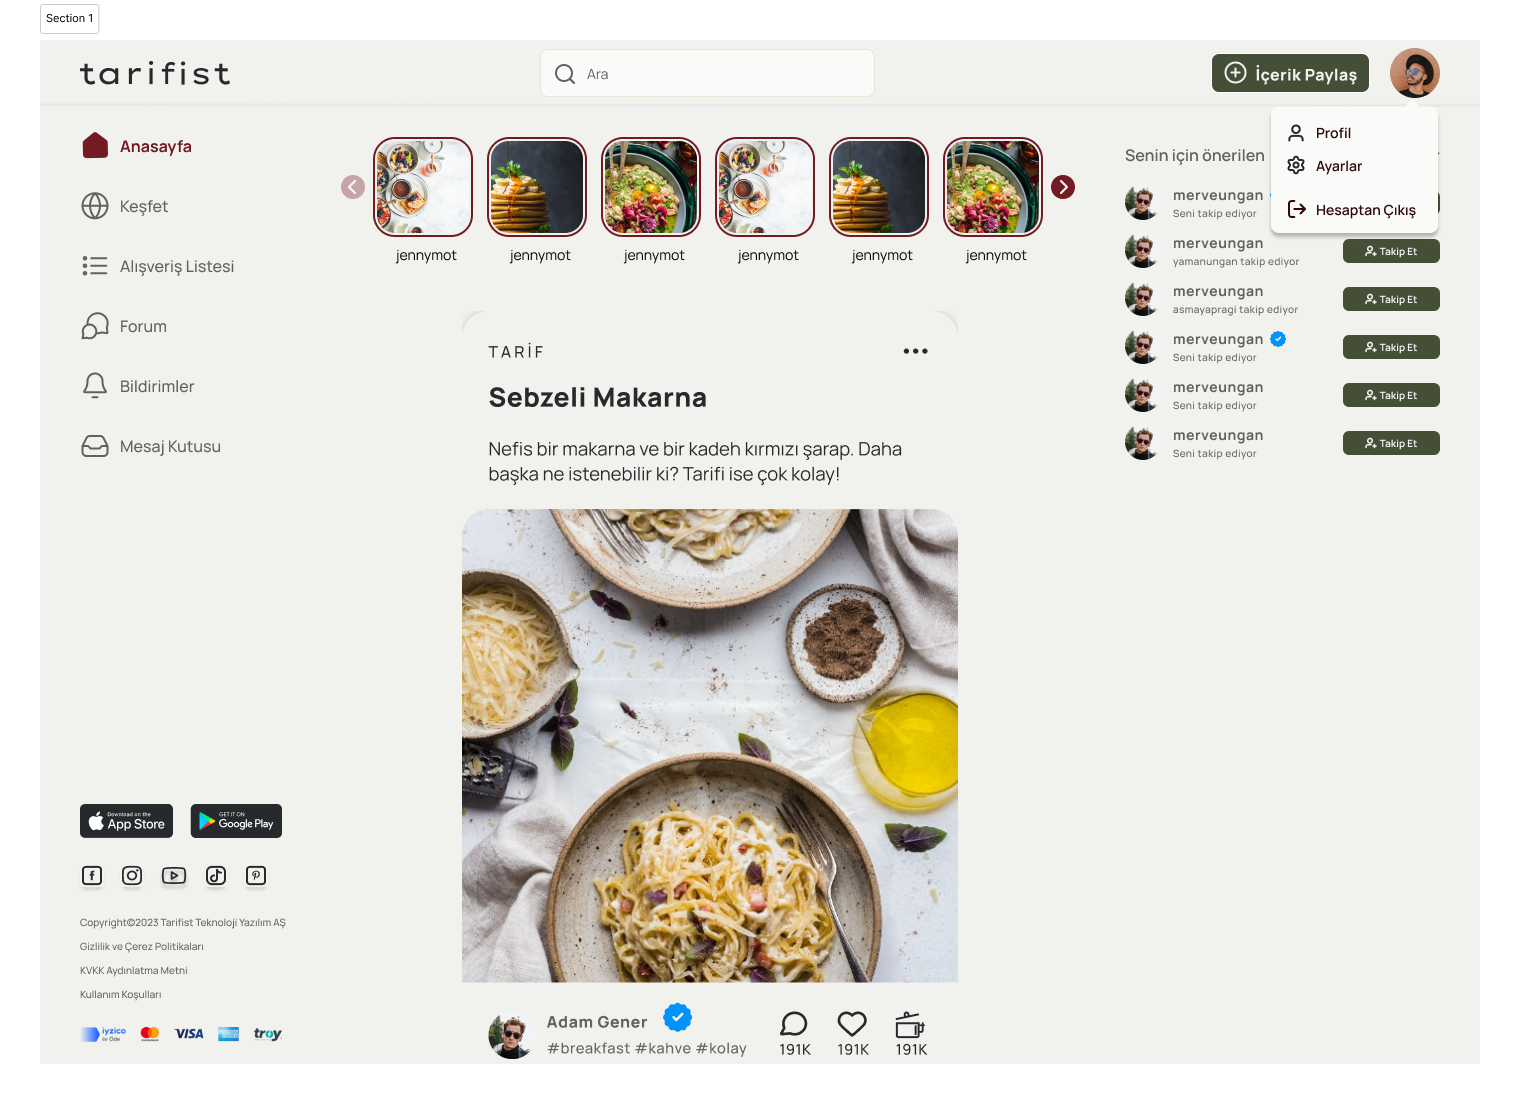 Section 1
tarifist
Ara
İçerik Paylaş
Profil
Ayarlar
Hesaptan Çıkış
Anasayfa
Keşfet
Alışveriş Listesi
Forum
Bildirimler
Mesaj Kutusu
jennymot
jennymot
jennymot
jennymot
jennymot
jennymot
Senin için önerilen
merveungan
Seni takip ediyor
merveungan
yamanungan takip ediyor
Takip Et
merveungan
asmayapragi takip ediyor
Takip Et
merveungan
Seni takip ediyor
Takip Et
merveungan
Seni takip ediyor
Takip Et
merveungan
Seni takip ediyor
Takip Et
TARİF
Sebzeli Makarna
Nefis bir makarna ve bir kadeh kırmızı şarap. Daha
başka ne istenebilir ki? Tarifi ise çok kolay!
Adam Gener
#breakfast #kahve #kolay
191K
191K
191K
Download on the
App Store
GET IT ON
Google Play
Copyright©2023 Tarifist Teknoloji Yazılım AŞ
Gizlilik ve Çerez Politikaları
KVKK Aydınlatma Metni
Kullanım Koşulları
iyzico
ile Öde
VISA
troy